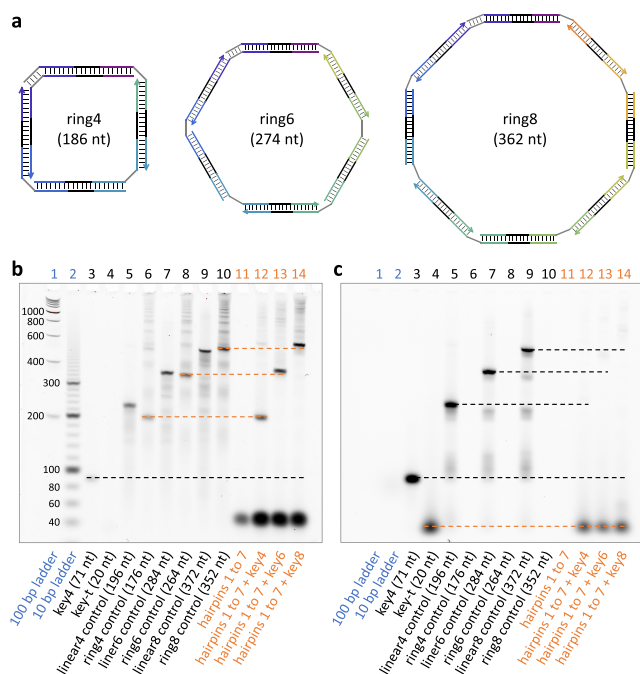 a
ring4
(186 nt)
ring6
(274 nt)
ring8
(362 nt)
b
1 2 3 4 5 6 7 8 9 10 11 12 13 14
1000
800
600
400
300
200
100
80
60
40
100 bp ladder
10 bp ladder
key4 (71 nt)
key-t (20 nt)
linear4 control (196 nt)
ring4 control (176 nt)
liner6 control (284 nt)
ring6 control (264 nt)
linear8 control (372 nt)
ring8 control (352 nt)
hairpins 1 to 7
hairpins 1 to 7 + key4
hairpins 1 to 7 + key6
hairpins 1 to 7 + key8
c
1 2 3 4 5 6 7 8 9 10 11 12 13 14
100 bp ladder
10 bp ladder
key4 (71 nt)
key-t (20 nt)
linear4 control (196 nt)
ring4 control (176 nt)
liner6 control (284 nt)
ring6 control (264 nt)
linear8 control (372 nt)
ring8 control (352 nt)
hairpins 1 to 7
hairpins 1 to 7 + key4
hairpins 1 to 7 + key6
hairpins 1 to 7 + key8